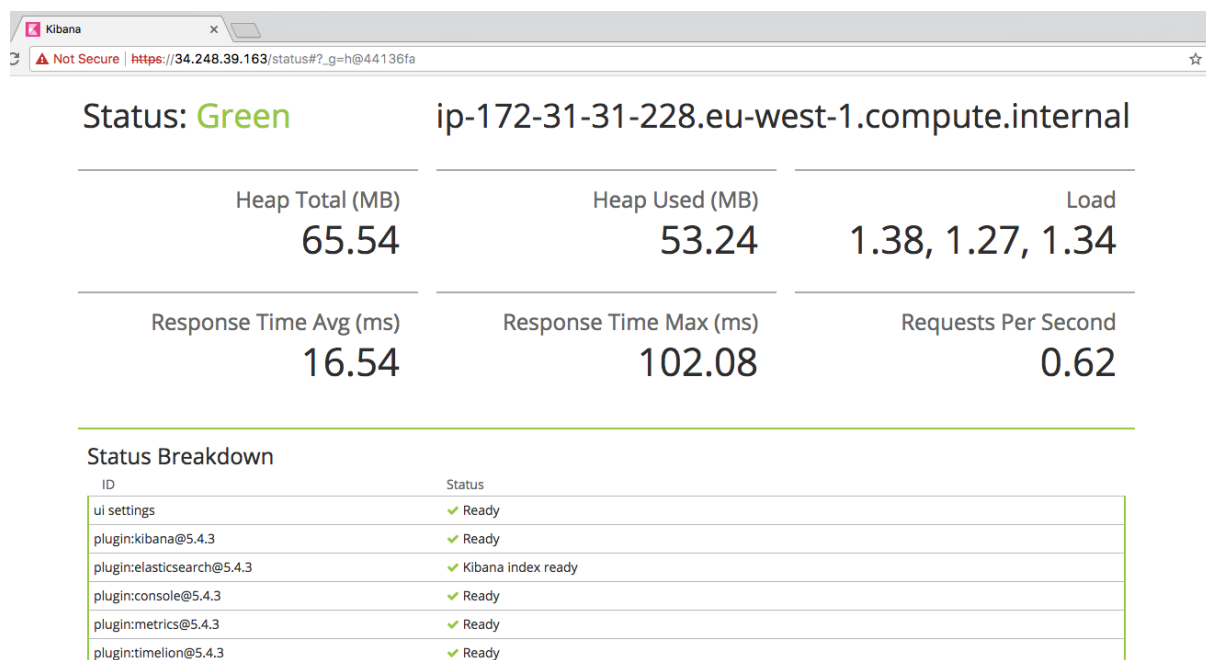 Kibana
Not Secure | https://34.248.39.163/status#?_g=h@44136fa
Status: Green ip-172-31-31-228.eu-west-1.compute.internal
Heap Total (MB) Heap Used (MB) Load
65.54 53.24 1.38, 1.27, 1.34
Response Time Avg (ms) Response Time Max (ms) Requests Per Second
16.54 102.08 0.62
Status Breakdown
ID Status
ui settings Ready
plugin:kibana@5.4.3 Ready
plugin:elasticsearch@5.4.3 Kibana index ready
plugin:console@5.4.3 Ready
plugin:metrics@5.4.3 Ready
plugin:timelion@5.4.3 Ready